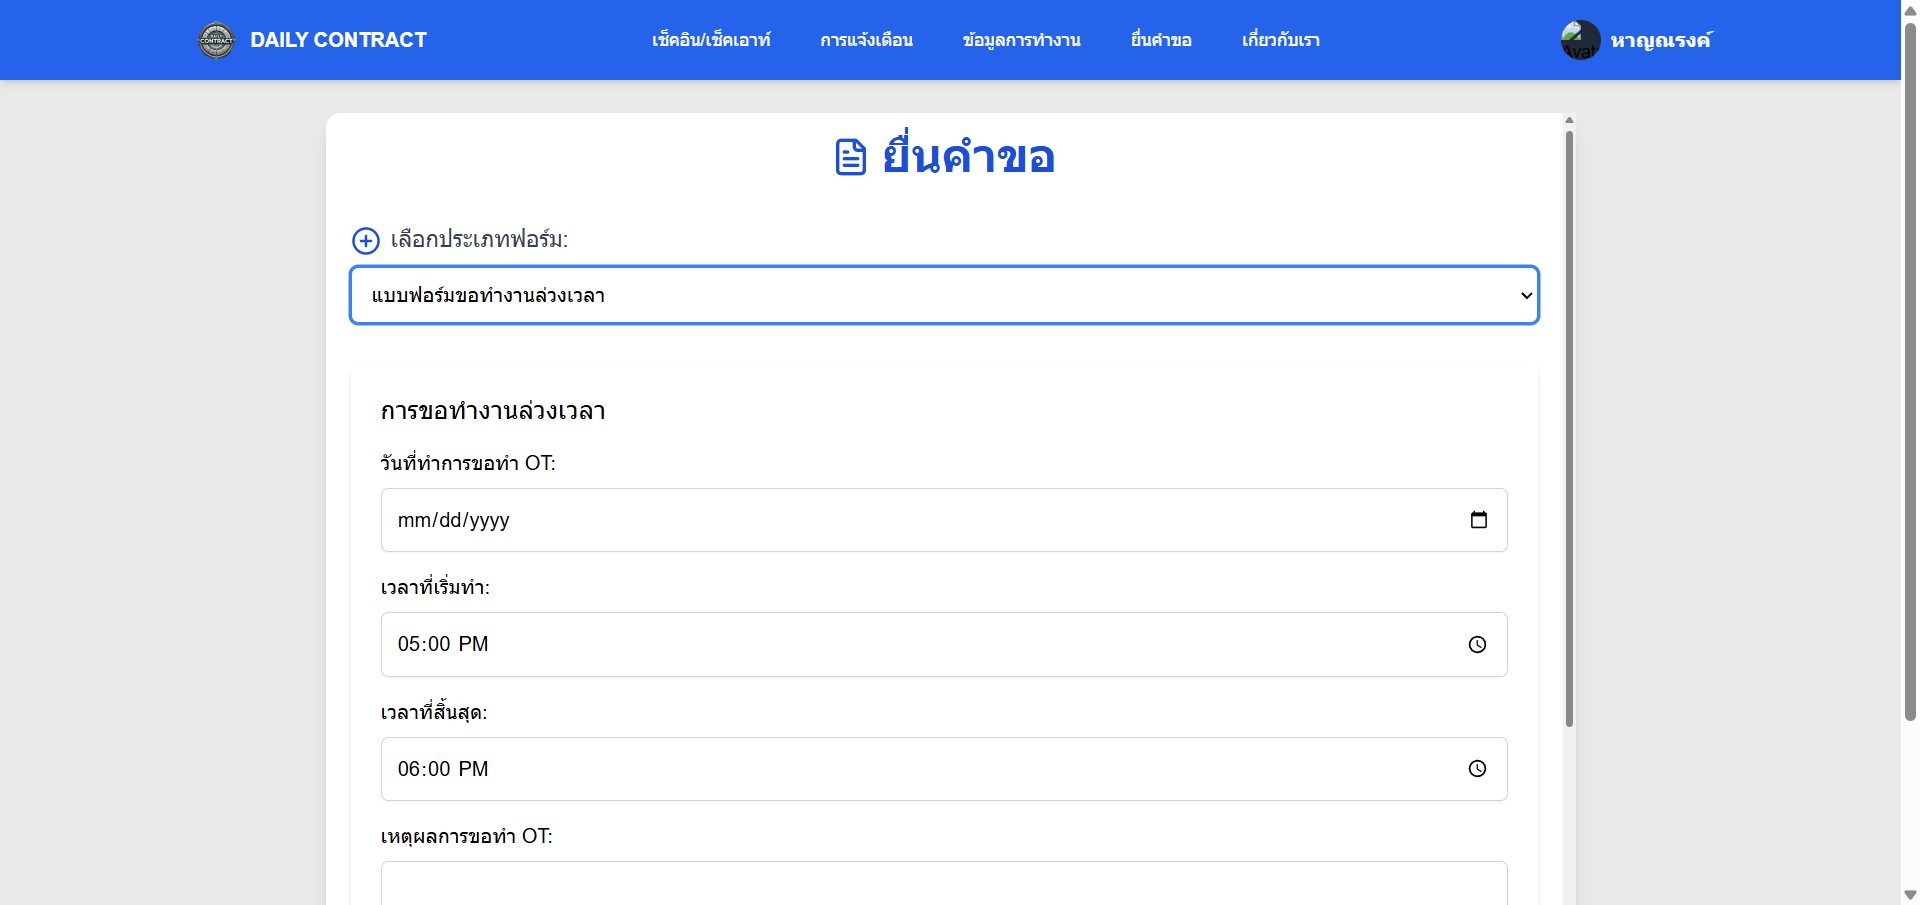 DAILY CONTRACT
เช็คอิน/เช็คเอาท์
การแจ้งเตือน
ข้อมูลการทำงาน
ยื่นคำขอ
เกี่ยวกับเรา
หาญณรงค์
ยื่นคำขอ
เลือกประเภทฟอร์ม:
แบบฟอร์มขอทำงานล่วงเวลา
การขอทำงานล่วงเวลา
วันที่ทำการขอทำ OT:
mm/dd/yyyy
เวลาที่เริ่มทำ:
05:00 PM
เวลาที่สิ้นสุด:
06:00 PM
เหตุผลการขอทำ OT: